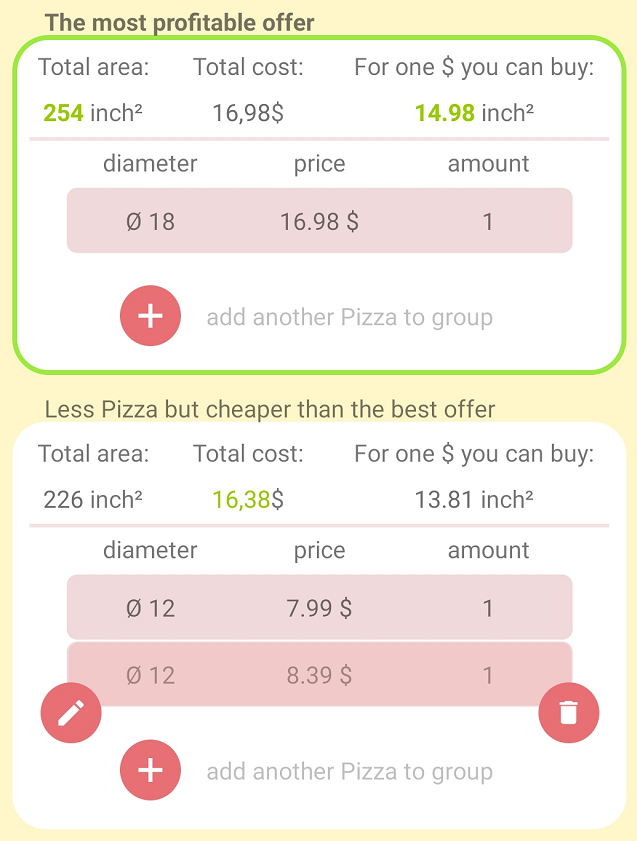 The most profitable offer
Total area: Total cost: For one $ you can buy:
254 inch² 16,98$ 14.98 inch²
diameter price amount
Ø 18 16.98 $ 1
add another Pizza to group
Less Pizza but cheaper than the best offer
Total area: Total cost: For one $ you can buy:
226 inch² 16,38$ 13.81 inch²
diameter price amount
Ø 12 7.99 $ 1
Ø 12 8.39 $ 1
add another Pizza to group